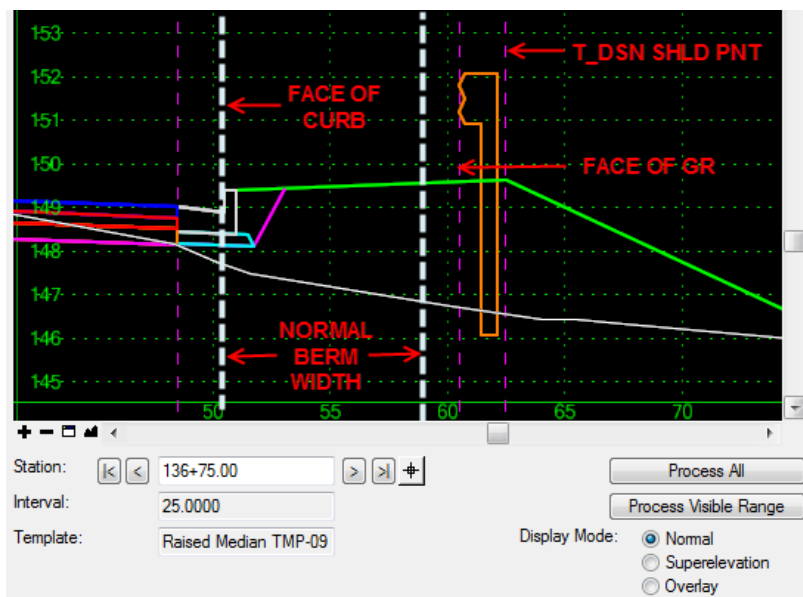 153
T_DSN SHLD PNT
152
FACE OF
CURB
151
150
FACE OF GR
149
148
147
NORMAL
BERM
WIDTH
146
145
50 55 60 65 70
Station: |< < 136+75.00 > >| Process All
Interval: 25.0000 Process Visible Range
Template: Raised Median TMP-09 Display Mode: Normal
Superelevation
Overlay